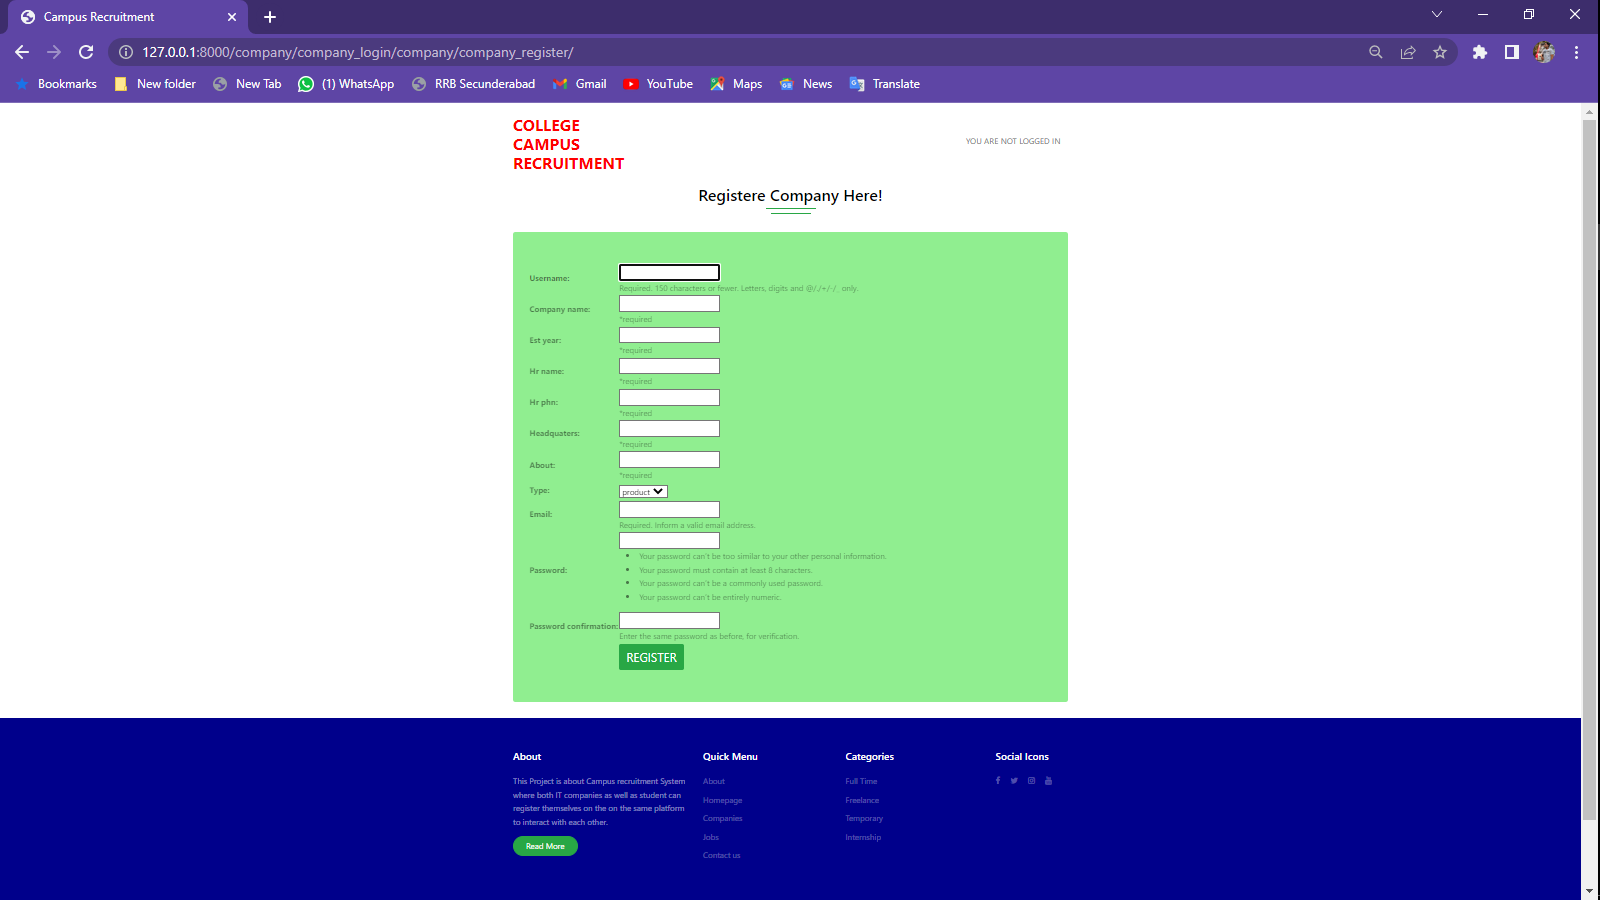 Campus Recruitment
127.0.0.1:8000/company/company_login/company/company_register/
Bookmarks New folder New Tab (1) WhatsApp RRB Secunderabad Gmail YouTube Maps News Translate
COLLEGE
CAMPUS
RECRUITMENT
YOU ARE NOT LOGGED IN
Registere Company Here!
Username:
Required. 150 characters or fewer. Letters, digits and @/./+/-/_ only.
Company name:
*required
Est year:
*required
Hr name:
*required
Hr phn:
*required
Headquaters:
*required
About:
*required
Type: product
Email:
Required. Inform a valid email address.
Password:
• Your password can't be too similar to your other personal information.
• Your password must contain at least 8 characters.
• Your password can't be a commonly used password.
• Your password can't be entirely numeric.
Password confirmation:
Enter the same password as before, for verification.
REGISTER
About
This Project is about Campus recruitment System
where both IT companies as well as student can
register themselves on the on the same platform
to interact with each other.
Read More
Quick Menu
About
Homepage
Companies
Jobs
Contact us
Categories
Full Time
Freelance
Temporary
Internship
Social Icons